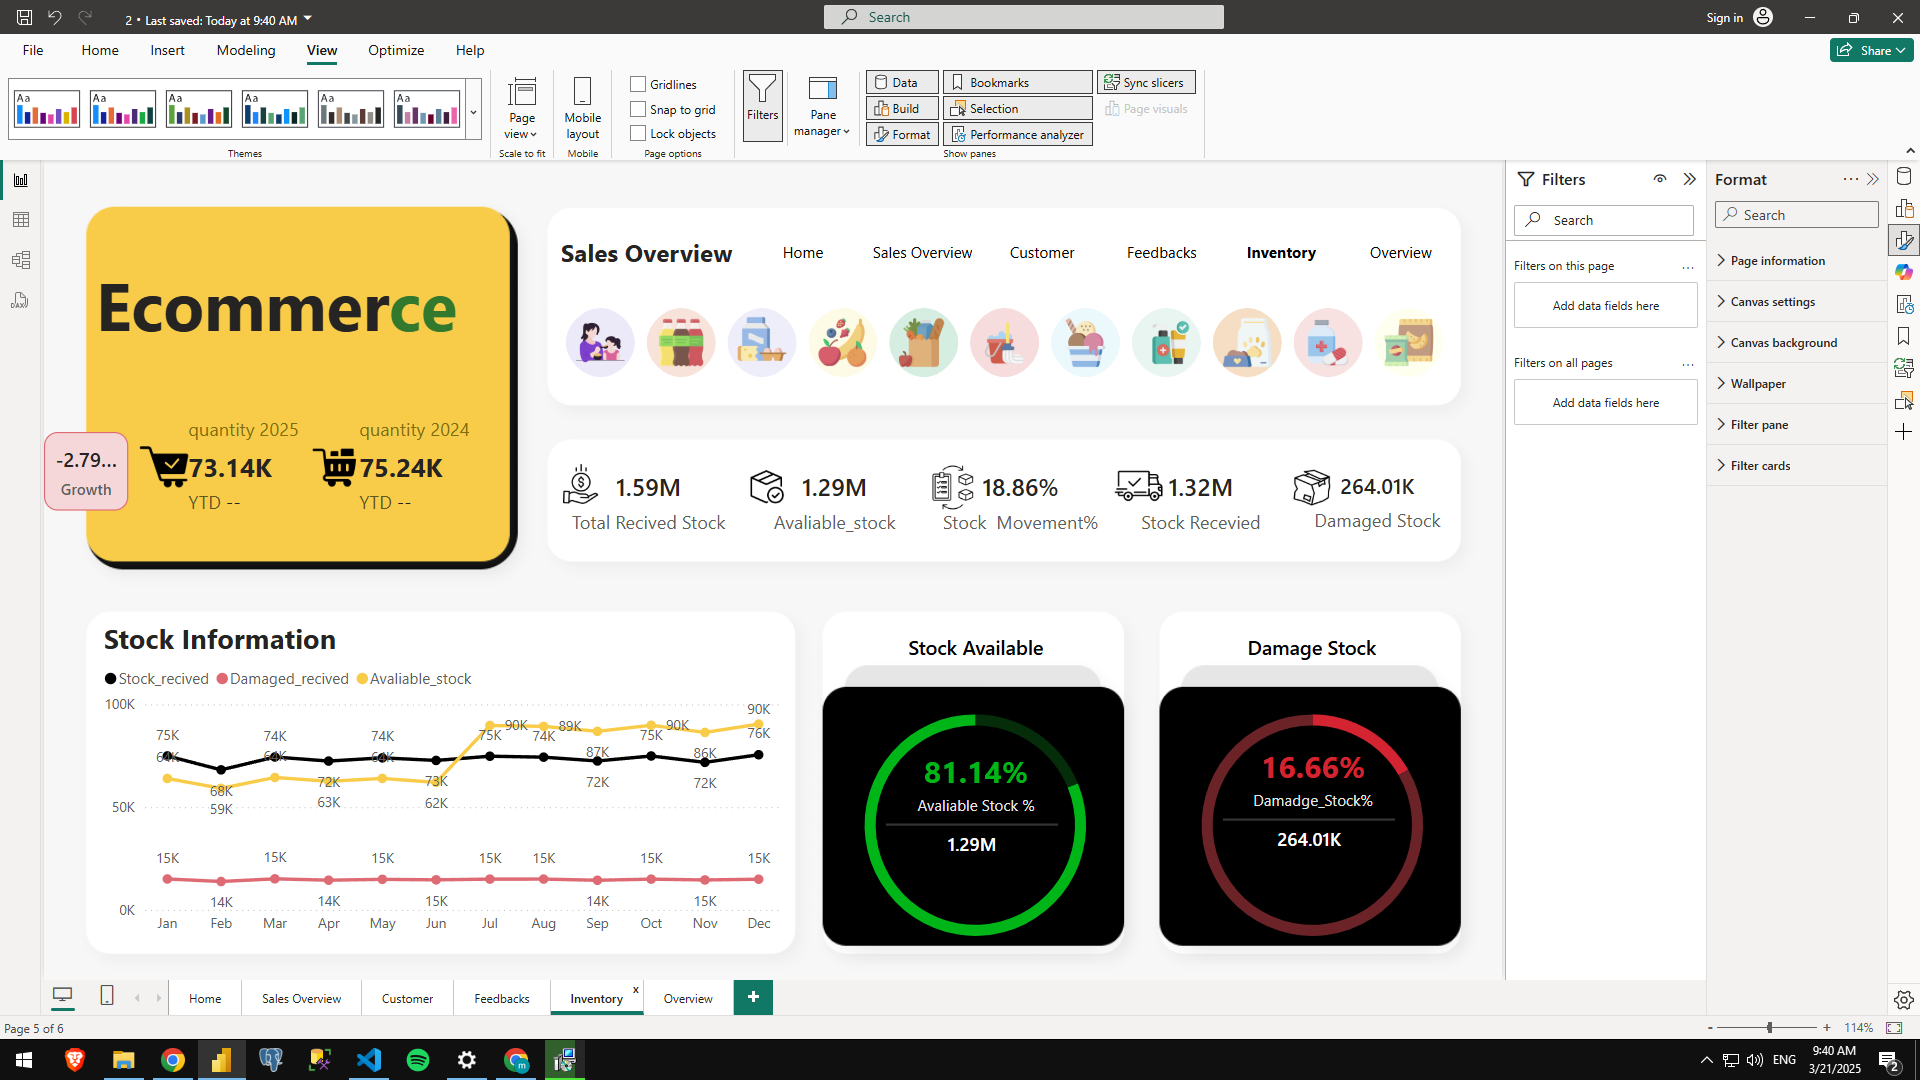 2 • Last saved: Today at 9:40 AM
Search
Sign in
File Home Insert Modeling View Optimize Help
Share
Aa Aa Aa Aa Aa Aa
Themes
Page view
Scale to fit
Mobile layout
Mobile
Gridlines
Snap to grid
Lock objects
Page options
Filters
Pane manager
Data Bookmarks Sync slicers
Build Selection Page visuals
Format Performance analyzer
Show panes
DAX
Ecommerce
quantity 2025 quantity 2024
73.14K 75.24K
YTD -- YTD --
-2.79...
Growth
Sales Overview Home Sales Overview Customer Feedbacks Inventory Overview
1.59M 1.29M 18.86% 1.32M 264.01K
Total Recived Stock Avaliable_stock Stock Movement% Stock Recevied Damaged Stock
Stock Information
Stock_recived Damaged_recived Avaliable_stock
100K
50K
0K
75K 74K 74K 75K 74K 75K 76K
64K 64K 64K 90K 89K 90K 90K
68K 72K 73K 87K 86K
59K 63K 62K 72K 72K
15K 15K 15K 15K 15K 15K 15K
14K 14K 15K 14K 15K
Jan Feb Mar Apr May Jun Jul Aug Sep Oct Nov Dec
Stock Available
81.14%
Avaliable Stock %
1.29M
Damage Stock
16.66%
Damadge_Stock%
264.01K
Filters
Search
Filters on this page ...
Add data fields here
Filters on all pages ...
Add data fields here
Format
Search
Page information
Canvas settings
Canvas background
Wallpaper
Filter pane
Filter cards
Home Sales Overview Customer Feedbacks Inventory x Overview +
Page 5 of 6
- + 114%
ENG
9:40 AM
3/21/2025
2